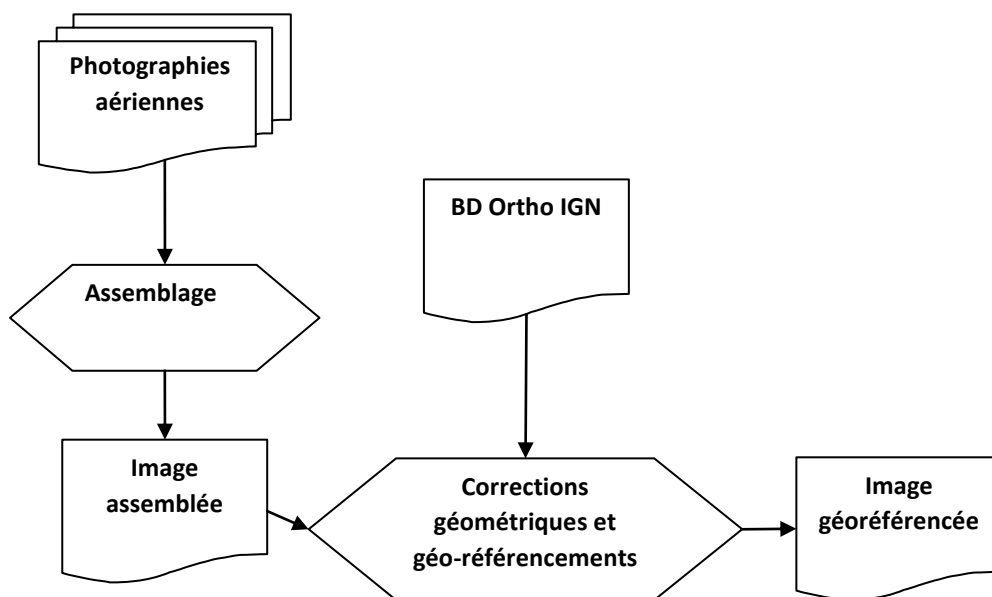 Photographies
aériennes
BD Ortho IGN
Assemblage
Image
assemblée
Corrections
géométriques et
géo-référencements
Image
géoréférencée